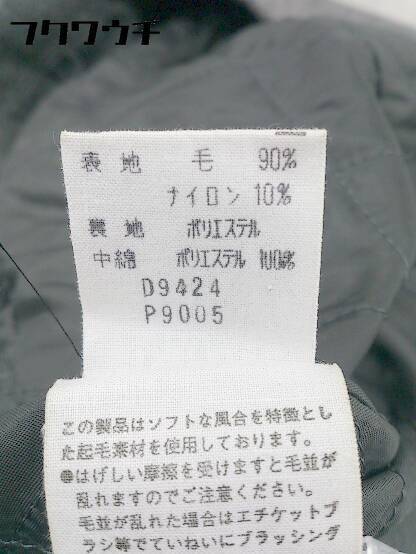 フクワウチ
表地 毛 90%
ナイロン 10%
裏地 ポリエステル
中綿 ポリエステル 100%
D9424
P9005
この製品はソフトな風合を特徴とし
た起毛素材を使用しております。
●はげしい摩擦を受けますと毛並が
乱れますのでご注意ください。
毛並が乱れた場合はエチケットブ
ラシ等でていねいにブラッシング